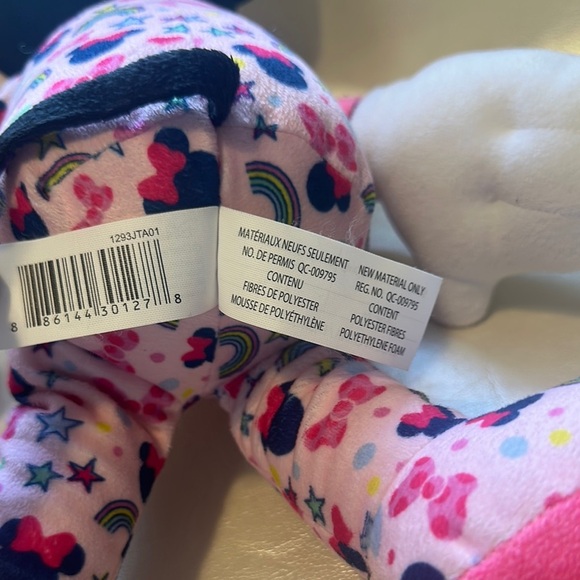 1293JTA01
8 86144 30127 8
MATÉRIAUX NEUFS SEULEMENT
NO. DE PERMIS QC-009795
CONTENU
FIBRES DE POLYESTER
MOUSSE DE POLYÉTHYLÈNE
NEW MATERIAL ONLY
REG. NO. QC-009795
CONTENT
POLYESTER FIBRES
POLYETHYLENE FOAM